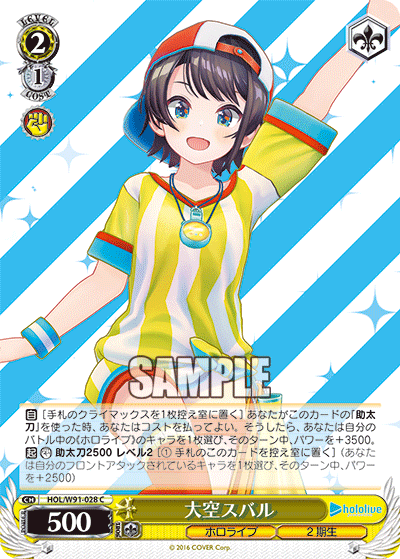 LEVEL
2
1
COST
SAMPLE
自 [手札のクライマックスを1枚控え室に置く] あなたがこのカードの「助太
刀」を使った時、あなたはコストを払ってよい。そうしたら、あなたは自分の
バトル中の《ホロライブ》のキャラを1枚選び、そのターン中、パワーを+3500。
起 助太刀2500 レベル2 [① 手札のこのカードを控え室に置く] (あなた
は自分のフロントアタックされているキャラを1枚選び、そのターン中、パワー
を+2500)
CH HOL/W91-028 C
500
大空スバル
hololive
ホロライブ
2期生
© 2016 COVER Corp.